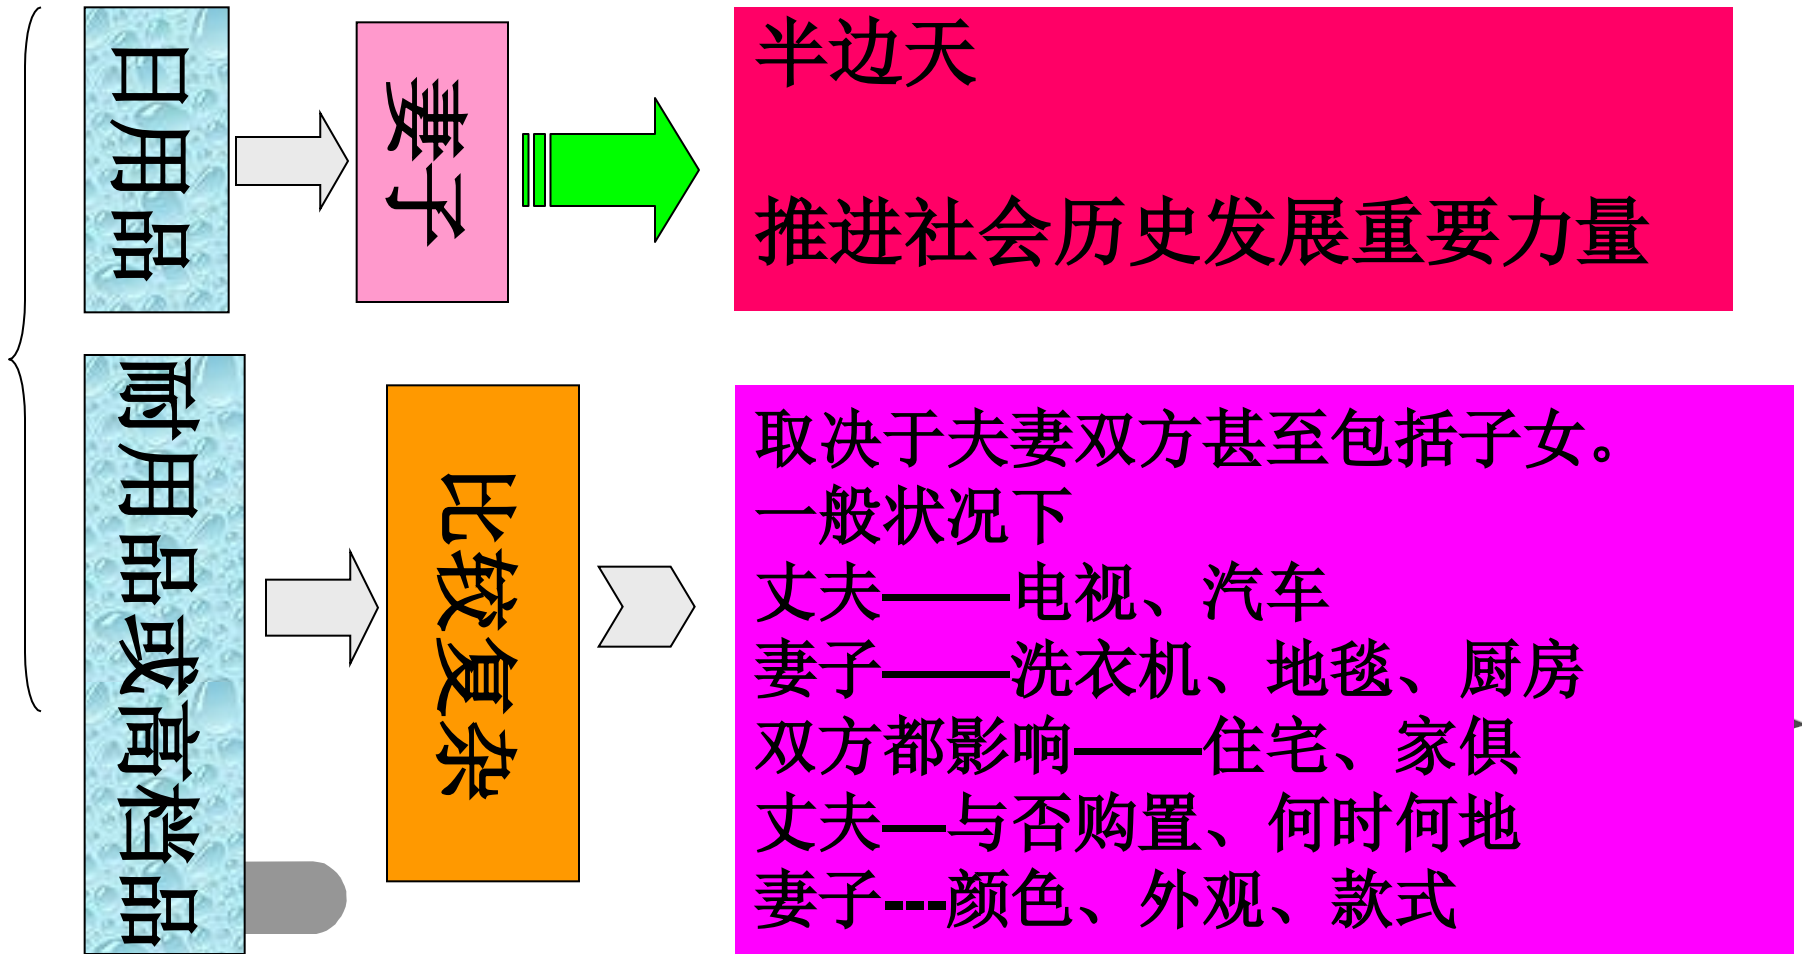 日用品
妻子
半边天
推进社会历史发展重要力量
耐用品或高档品
比较复杂
取决于夫妻双方甚至包括子女。
一般状况下
丈夫——电视、汽车
妻子——洗衣机、地毯、厨房
双方都影响——住宅、家俱
丈夫—与否购置、何时何地
妻子---颜色、外观、款式